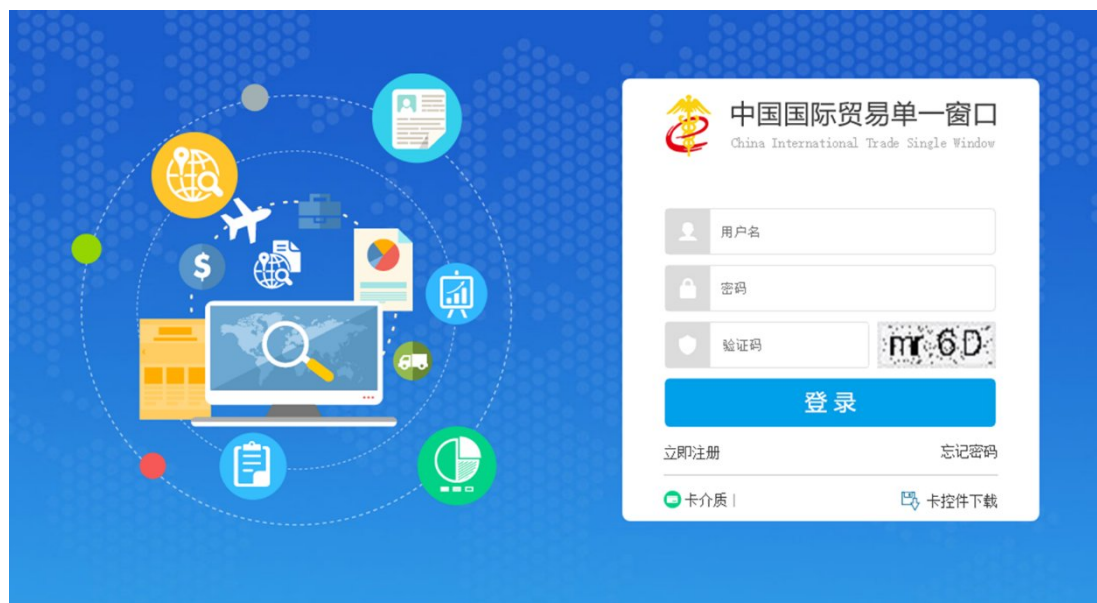 中国国际贸易单一窗口
China International Trade Single Window
用户名
密码
验证码
mr6D
登录
立即注册 忘记密码
卡介质 | 卡控件下载
$